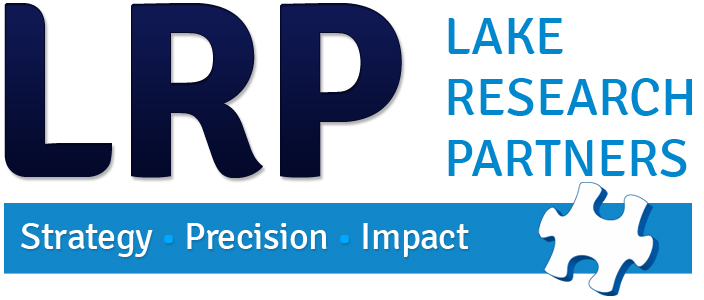 LRP
LAKE
RESEARCH
PARTNERS
Strategy • Precision • Impact